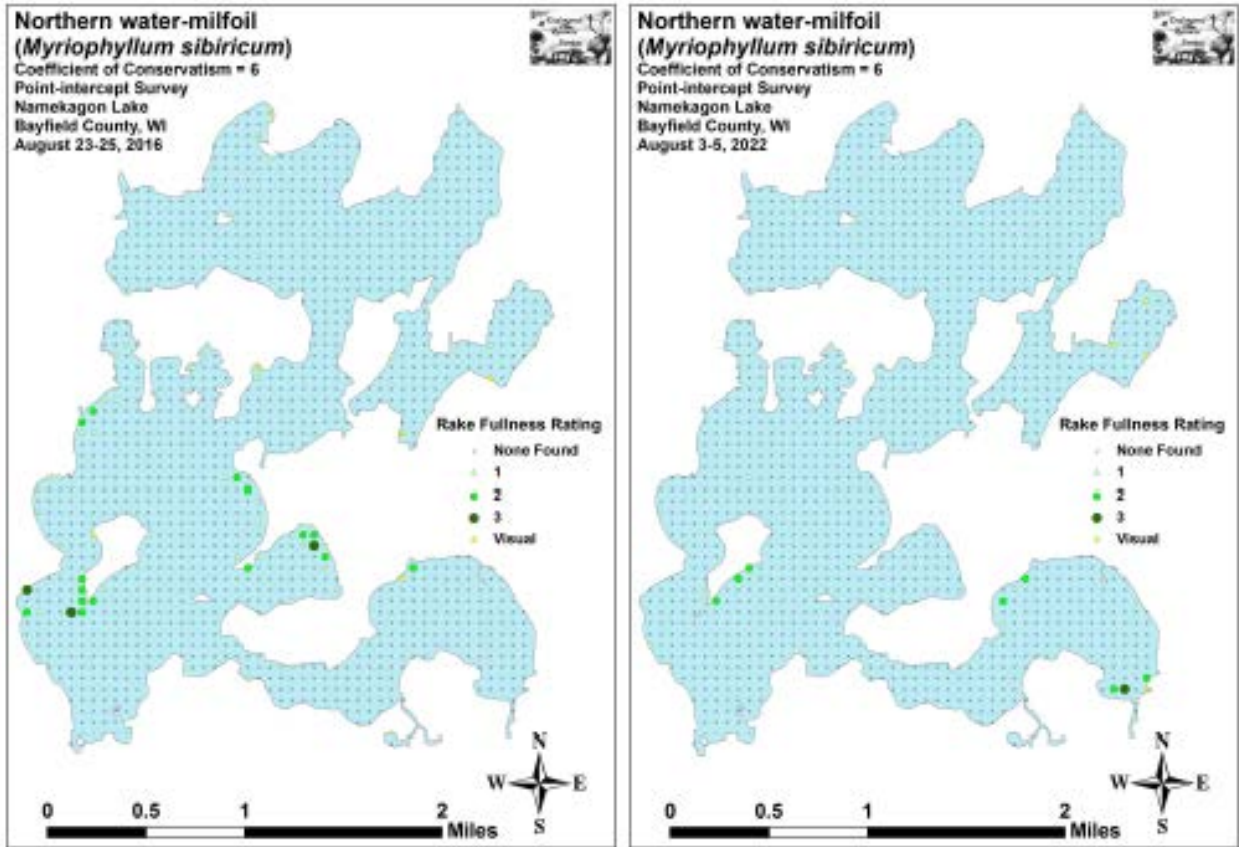 Northern water-milfoil
(Myriophyllum sibiricum)
Coefficient of Conservatism = 6
Point-intercept Survey
Namekagon Lake
Bayfield County, WI
August 23-25, 2016
Rake Fullness Rating
None Found
1
2
3
Visual
N
W E
S
0 0.5 1 2
Miles
Northern water-milfoil
(Myriophyllum sibiricum)
Coefficient of Conservatism = 6
Point-intercept Survey
Namekagon Lake
Bayfield County, WI
August 3-5, 2022
Rake Fullness Rating
None Found
1
2
3
Visual
N
W E
S
0 0.5 1 2
Miles